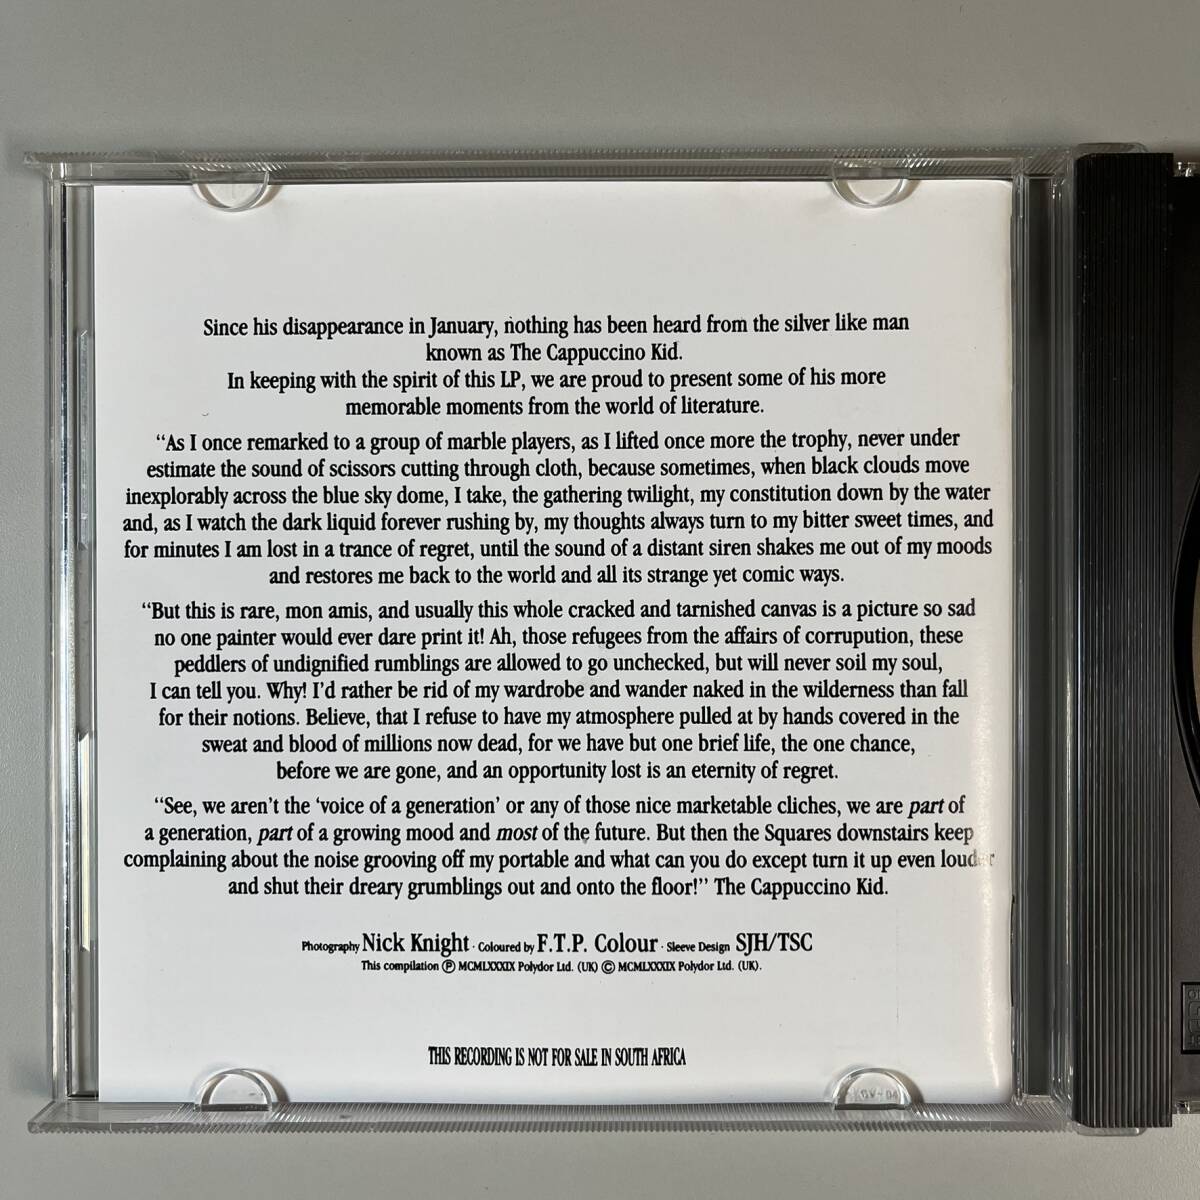 Since his disappearance in January, nothing has been heard from the silver like man
known as The Cappuccino Kid.
In keeping with the spirit of this LP, we are proud to present some of his more
memorable moments from the world of literature.
“As I once remarked to a group of marble players, as I lifted once more the trophy, never under
estimate the sound of scissors cutting through cloth, because sometimes, when black clouds move
inexplorably across the blue sky dome, I take, the gathering twilight, my constitution down by the water
and, as I watch the dark liquid forever rushing by, my thoughts always turn to my bitter sweet times, and
for minutes I am lost in a trance of regret, until the sound of a distant siren shakes me out of my moods
and restores me back to the world and all its strange yet comic ways.
“But this is rare, mon amis, and usually this whole cracked and tarnished canvas is a picture so sad
no one painter would ever dare print it! Ah, those refugees from the affairs of corrupution, these
peddlers of undignified rumblings are allowed to go unchecked, but will never soil my soul,
I can tell you. Why! I’d rather be rid of my wardrobe and wander naked in the wilderness than fall
for their notions. Believe, that I refuse to have my atmosphere pulled at by hands covered in the
sweat and blood of millions now dead, for we have but one brief life, the one chance,
before we are gone, and an opportunity lost is an eternity of regret.
“See, we aren’t the ‘voice of a generation’ or any of those nice marketable cliches, we are part of
a generation, part of a growing mood and most of the future. But then the Squares downstairs keep
complaining about the noise grooving off my portable and what can you do except turn it up even louder
and shut their dreary grumblings out and onto the floor!” The Cappuccino Kid.
Photography Nick Knight · Coloured by F.T.P. Colour · Sleeve Design SJH/TSC
This compilation Ⓟ MCMLXXXIX Polydor Ltd. (UK) © MCMLXXXIX Polydor Ltd. (UK).
THIS RECORDING IS NOT FOR SALE IN SOUTH AFRICA